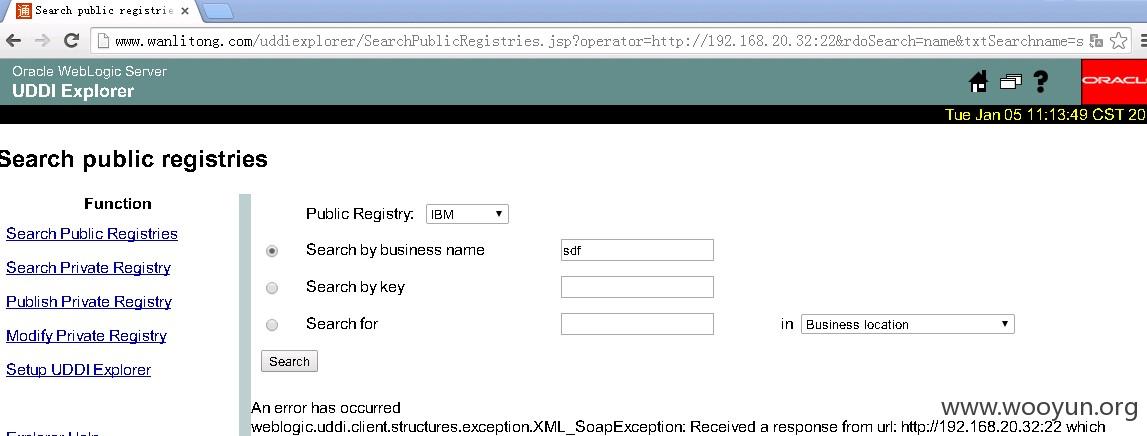 通 Search public registrie
www.wanlitong.com/uddiexplorer/SearchPublicRegistries.jsp?operator=http://192.168.20.32:22&rdoSearch=name&txtSearchname=s
Oracle WebLogic Server
UDDI Explorer
?
ORACL
Tue Jan 05 11:13:49 CST 20
Search public registries
Function
Search Public Registries
Search Private Registry
Publish Private Registry
Modify Private Registry
Setup UDDI Explorer
Explorer Help
Public Registry: IBM
Search by business name sdf
Search by key
Search for in Business location
Search
An error has occurred
weblogic.uddi.client.structures.exception.XML_SoapException: Received a response from url: http://192.168.20.32:22 which
www.wooyun.org